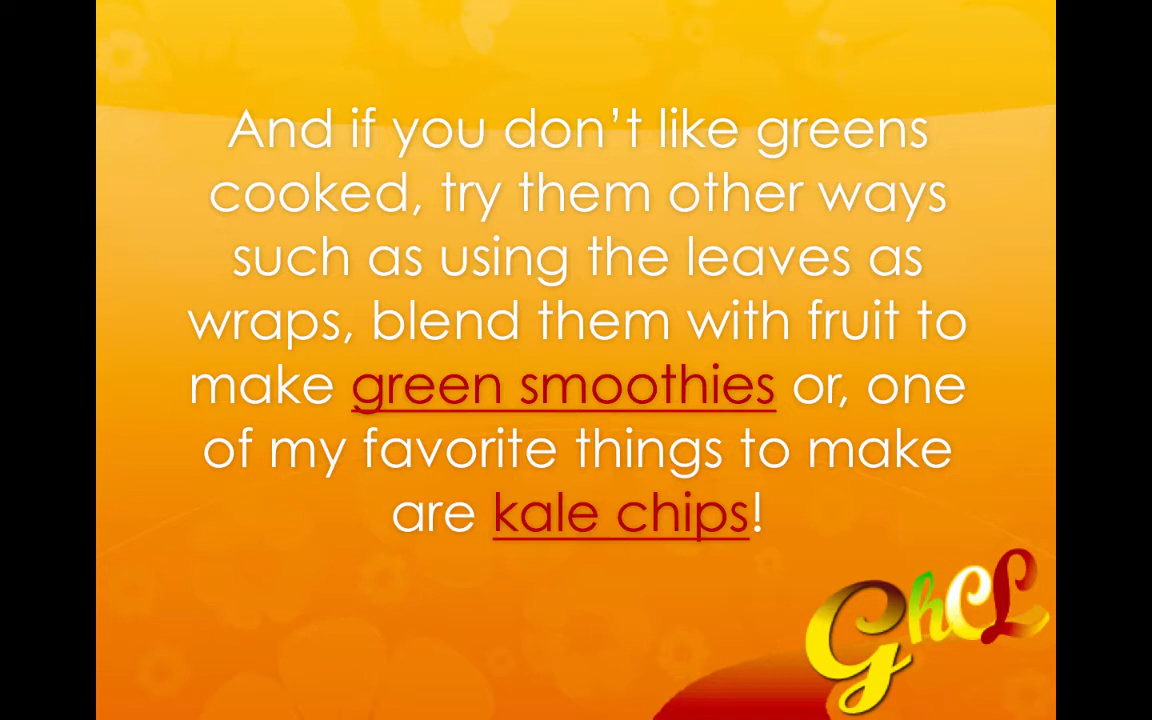 And if you don’t like greens
cooked, try them other ways
such as using the leaves as
wraps, blend them with fruit to
make green smoothies or, one
of my favorite things to make
are kale chips!
GhCL